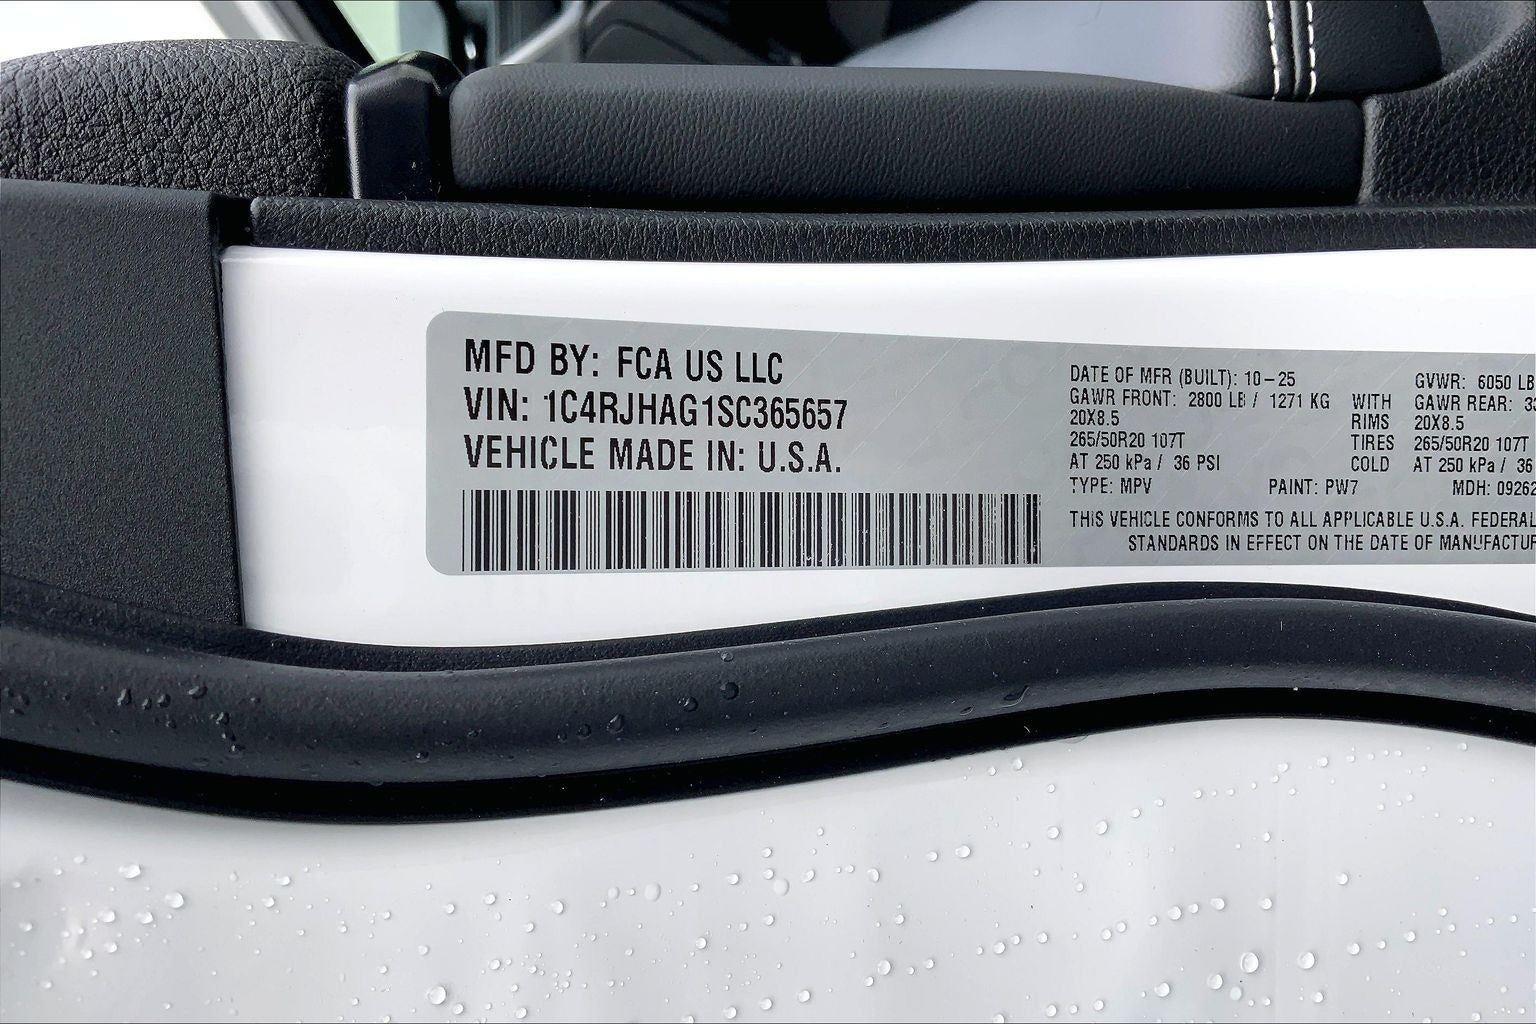 MFD BY: FCA US LLC
VIN: 1C4RJHAG1SC365657
VEHICLE MADE IN: U.S.A.
DATE OF MFR (BUILT): 10-25 GVWR: 6050 LB
GAWR FRONT: 2800 LB / 1271 KG WITH GAWR REAR:
20X8.5 RIMS 20X8.5
265/50R20 107T TIRES 265/50R20 107T
AT 250 kPa / 36 PSI COLD AT 250 kPa / 36
TYPE: MPV PAINT: PW7 MDH: 09262
THIS VEHICLE CONFORMS TO ALL APPLICABLE U.S.A. FEDERAL
STANDARDS IN EFFECT ON THE DATE OF MANUFACTUR